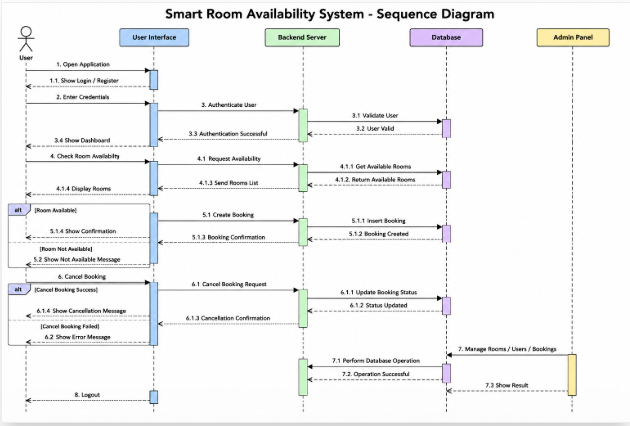 Smart Room Availability System - Sequence Diagram
User
User Interface
Backend Server
Database
Admin Panel
1. Open Application
1.1. Show Login / Register
2. Enter Credentials
3. Authenticate User
3.1 Validate User
3.2 User Valid
3.3 Authentication Successful
3.4 Show Dashboard
4. Check Room Availability
4.1 Request Availability
4.1.1 Get Available Rooms
4.1.2. Return Available Rooms
4.1.3 Send Rooms List
4.1.4 Display Rooms
alt
[Room Available]
5.1 Create Booking
5.1.1 Insert Booking
5.1.2 Booking Created
5.1.3 Booking Confirmation
5.1.4 Show Confirmation
[Room Not Available]
5.2 Show Not Available Message
6. Cancel Booking
alt
[Cancel Booking Success]
6.1 Cancel Booking Request
6.1.1 Update Booking Status
6.1.2 Status Updated
6.1.3 Cancellation Confirmation
6.1.4 Show Cancellation Message
[Cancel Booking Failed]
6.2 Show Error Message
7. Manage Rooms / Users / Bookings
7.1 Perform Database Operation
7.2. Operation Successful
7.3 Show Result
8. Logout